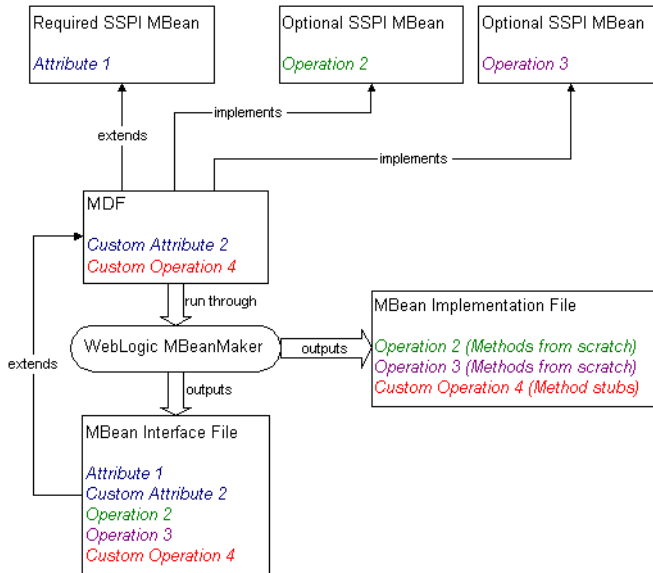 Required SSPI MBean
Attribute 1
Optional SSPI MBean
Operation 2
Optional SSPI MBean
Operation 3
implements
extends
implements
MDF
Custom Attribute 2
Custom Operation 4
run through
WebLogic MBeanMaker
outputs
MBean Implementation File
Operation 2 (Methods from scratch)
Operation 3 (Methods from scratch)
Custom Operation 4 (Method stubs)
extends
outputs
MBean Interface File
Attribute 1
Custom Attribute 2
Operation 2
Operation 3
Custom Operation 4